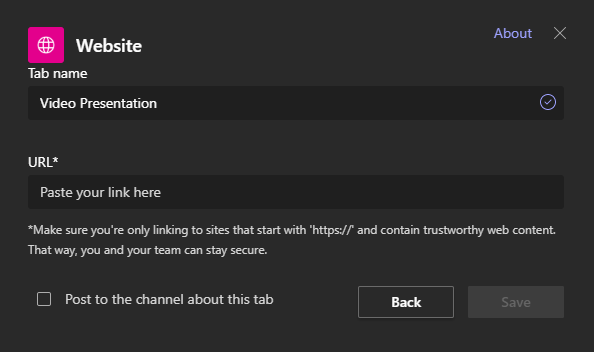 Website
About
Tab name
Video Presentation
URL*
Paste your link here
*Make sure you're only linking to sites that start with 'https://' and contain trustworthy web content.
That way, you and your team can stay secure.
Post to the channel about this tab
Back
Save